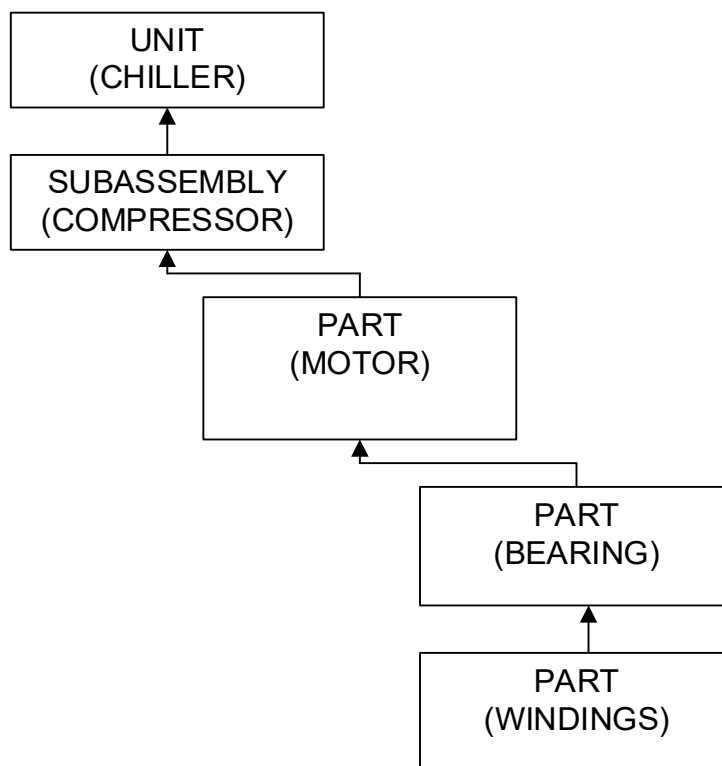 UNIT
(CHILLER)
SUBASSEMBLY
(COMPRESSOR)
PART
(MOTOR)
PART
(BEARING)
PART
(WINDINGS)